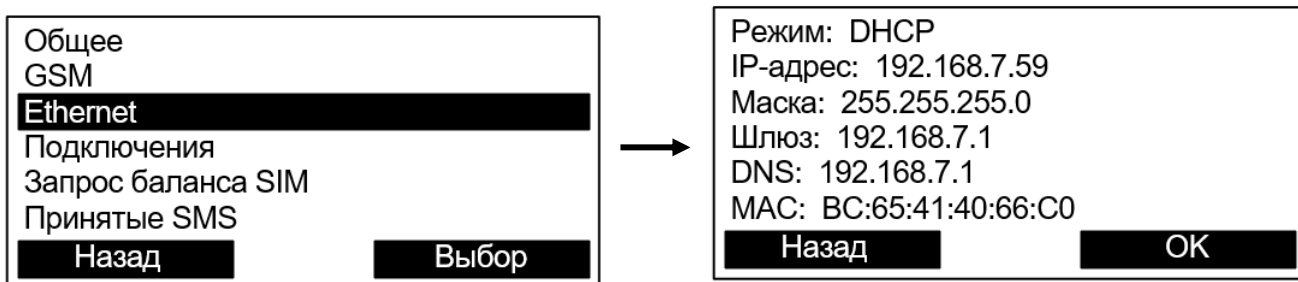 Общее
GSM
Ethernet
Подключения
Запрос баланса SIM
Принятые SMS
Назад Выбор
Режим: DHCP
IP-адрес: 192.168.7.59
Маска: 255.255.255.0
Шлюз: 192.168.7.1
DNS: 192.168.7.1
MAC: BC:65:41:40:66:C0
Назад OK